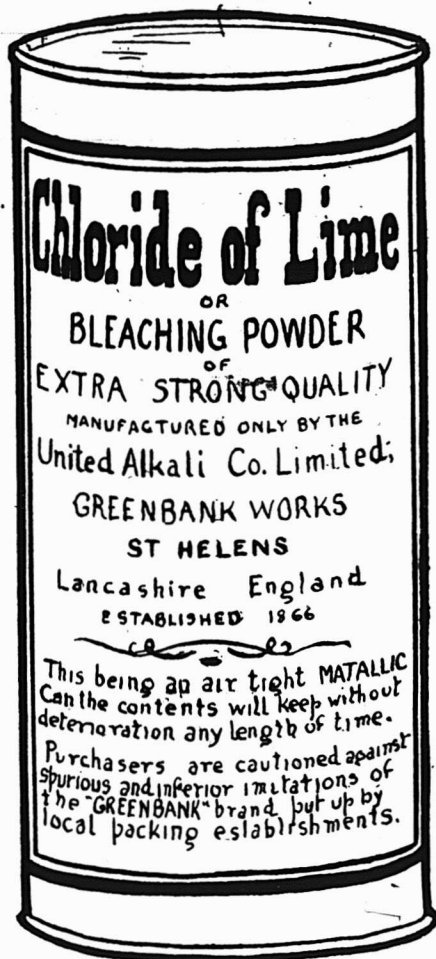 Chloride of Lime
OR
BLEACHING POWDER
OF
EXTRA STRONG QUALITY
MANUFACTURED ONLY BY THE
United Alkali Co. Limited;
GREENBANK WORKS
ST HELENS
Lancashire England
ESTABLISHED 1866
This being an air tight MATALLIC
Can the contents will keep without
deterioration any length of time.
Purchasers are cautioned against
spurious and inferior imitations of
the "GREENBANK" brand put up by
local packing establishments.